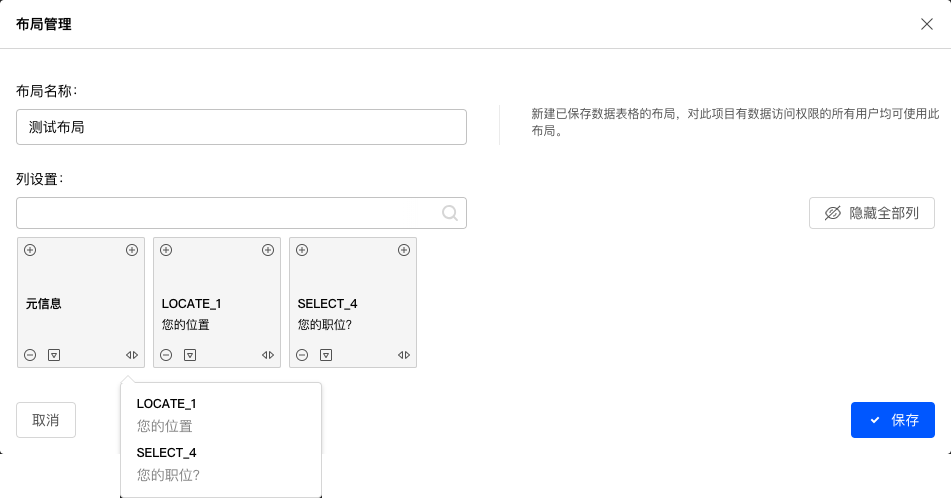 布局管理
布局名称：
测试布局
新建已保存数据表格的布局，对此项目有数据访问权限的所有用户均可使用此
布局。
列设置：
隐藏全部列
元信息
LOCATE_1
您的位置
SELECT_4
您的职位?
LOCATE_1
您的位置
SELECT_4
您的职位?
取消
保存